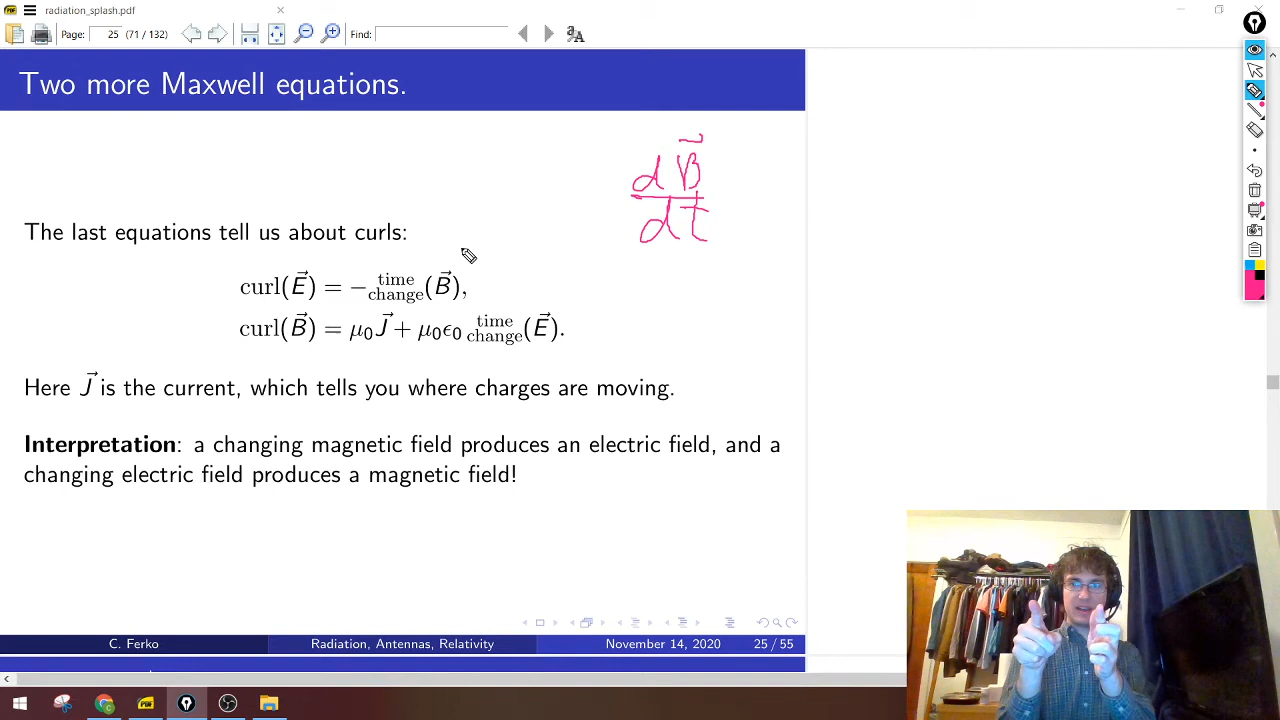 radiation_splash.pdf
Page: 25 (71 / 132) Find:
Two more Maxwell equations.
d B⃗
dt
The last equations tell us about curls:
curl(E⃗) = −time change(B⃗),
curl(B⃗) = μ₀J⃗ + μ₀ϵ₀ time change(E⃗).
Here J⃗ is the current, which tells you where charges are moving.
Interpretation: a changing magnetic field produces an electric field, and a
changing electric field produces a magnetic field!
C. Ferko Radiation, Antennas, Relativity November 14, 2020 25 / 55